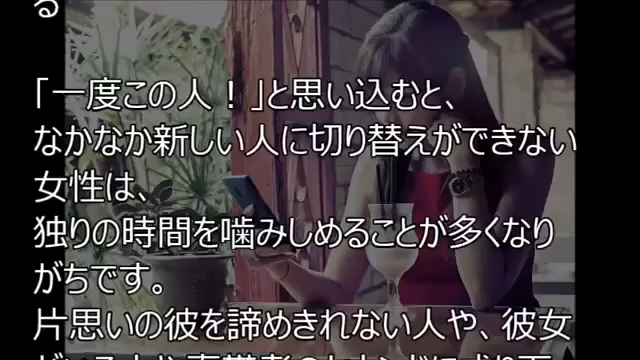 る
「一度この人！」と思い込むと、
なかなか新しい人に切り替えができない
女性は、
独りの時間を噛みしめることが多くなり
がちです。
片思いの彼を諦めきれない人や、彼女